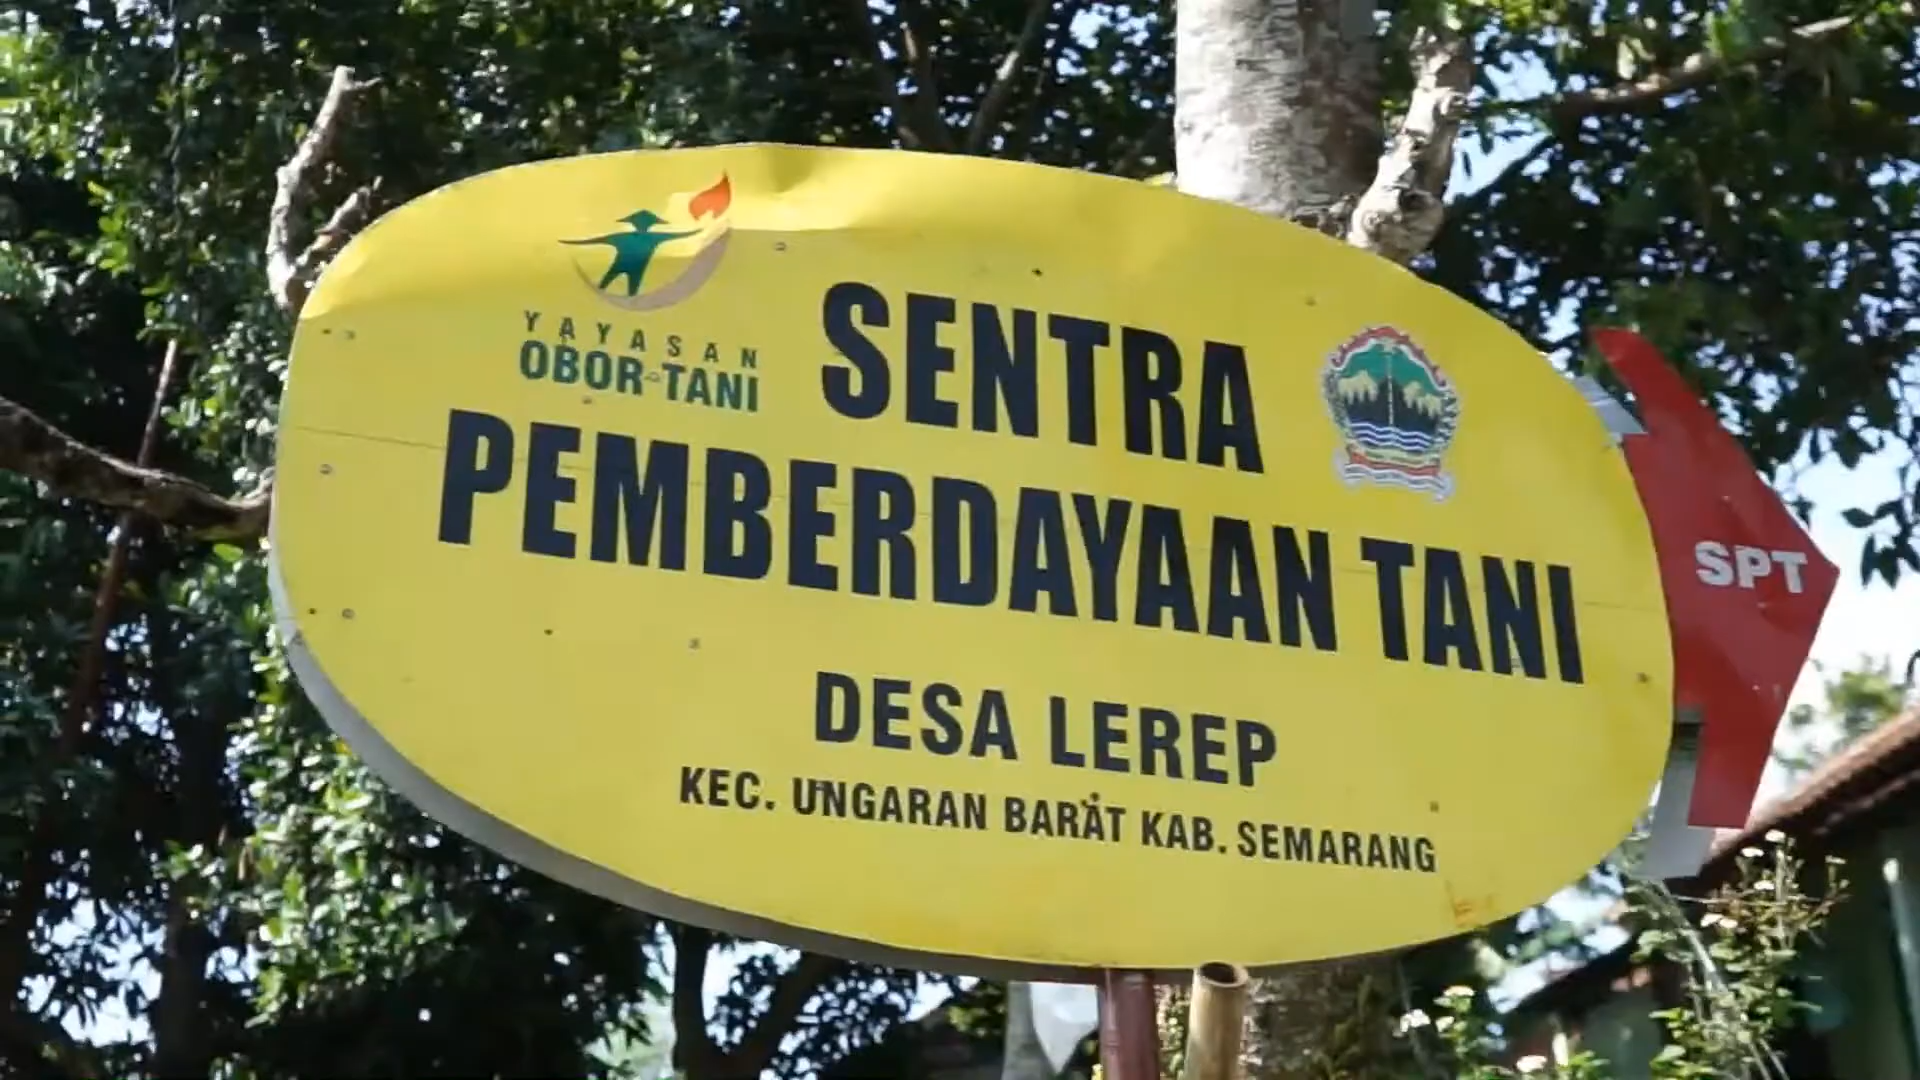 YAYASAN
OBOR TANI
SENTRA
PEMBERDAYAAN TANI
DESA LEREP
KEC. UNGARAN BARAT KAB. SEMARANG
SPT